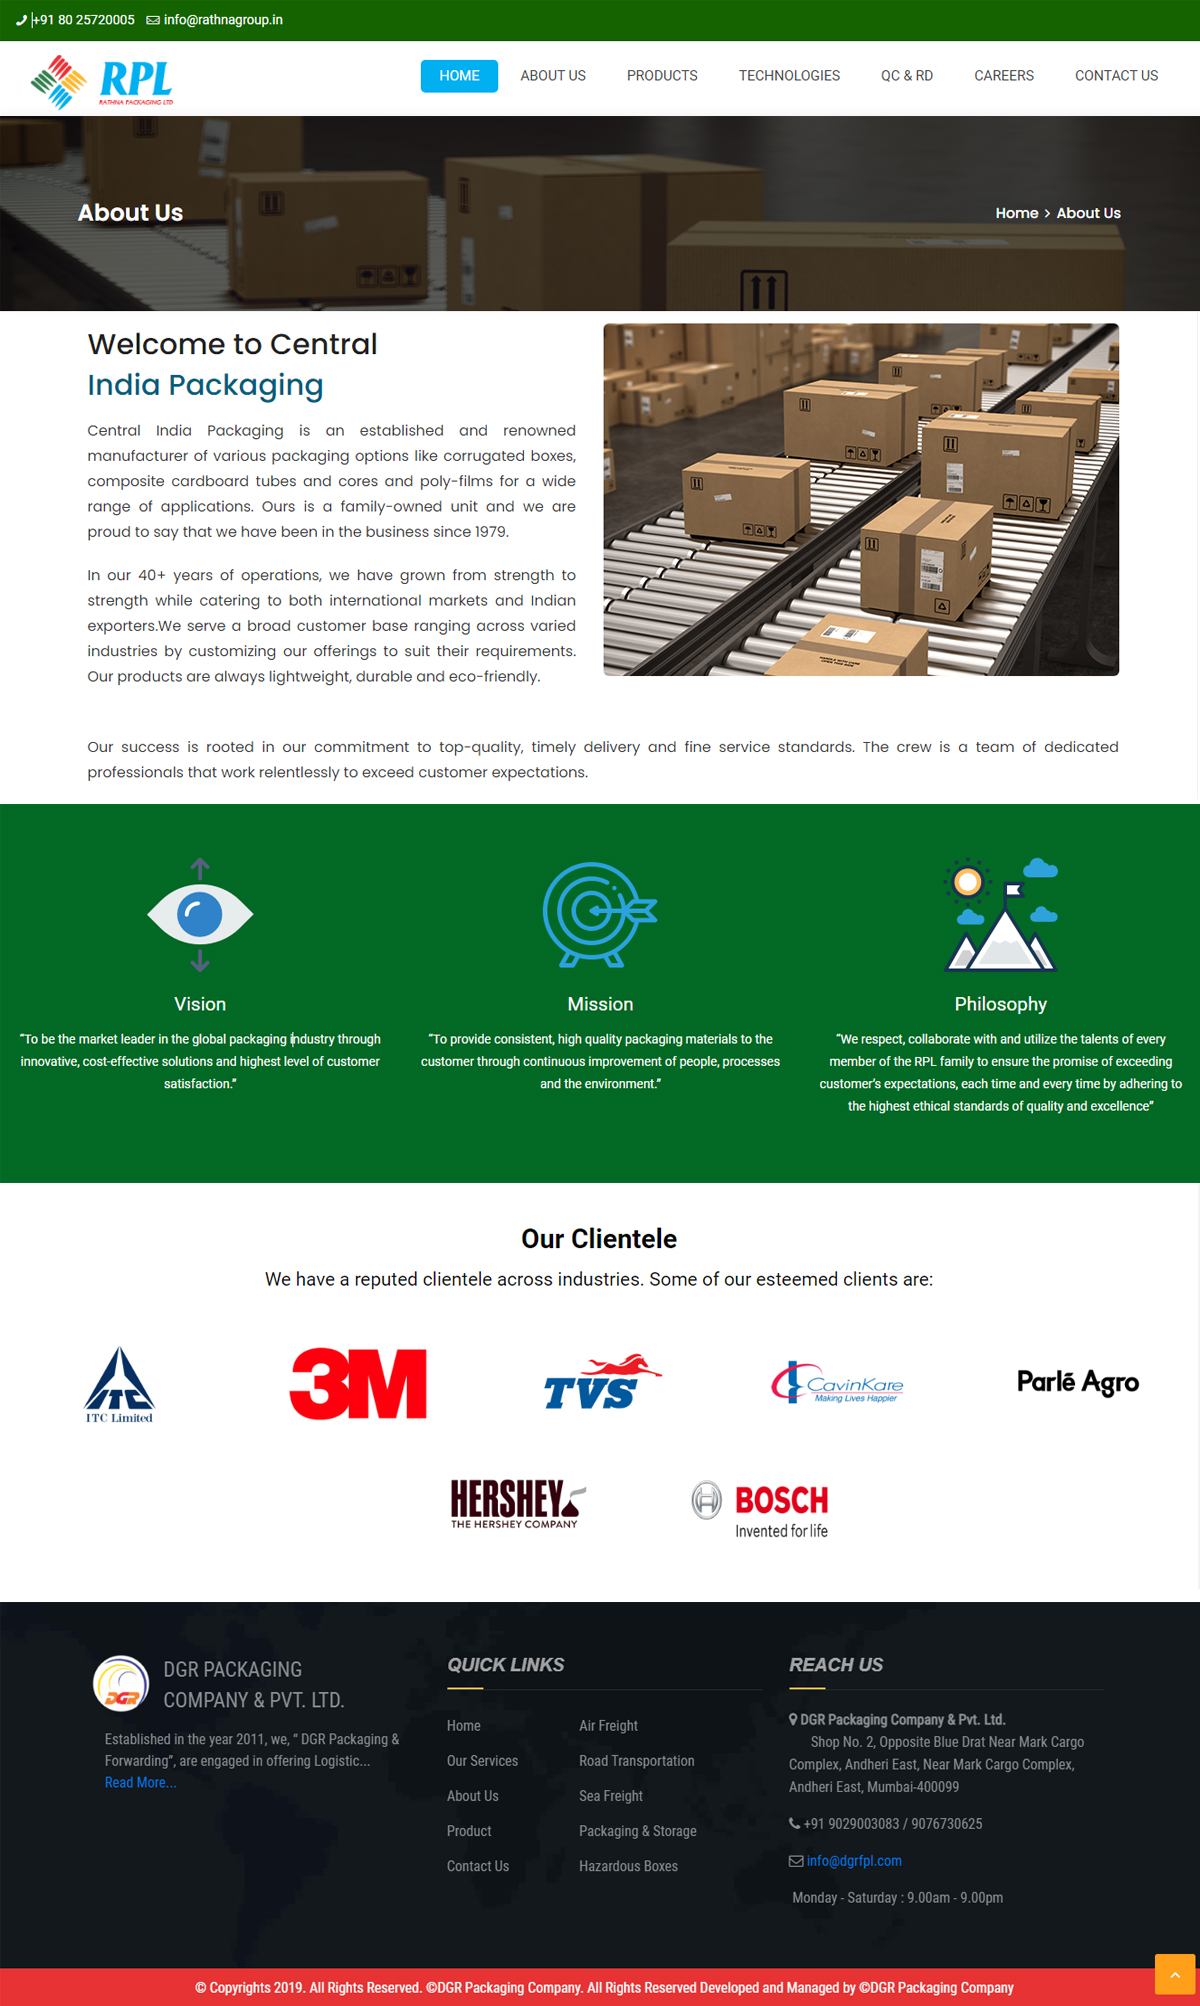 +91 80 25720005 info@rathnagroup.in
RPL
RATHNA PACKAGING LTD
HOME ABOUT US PRODUCTS TECHNOLOGIES QC & RD CAREERS CONTACT US
About Us
Home > About Us
Welcome to Central
India Packaging
Central India Packaging is an established and renowned
manufacturer of various packaging options like corrugated boxes,
composite cardboard tubes and cores and poly-films for a wide
range of applications. Ours is a family-owned unit and we are
proud to say that we have been in the business since 1979.
In our 40+ years of operations, we have grown from strength to
strength while catering to both international markets and Indian
exporters.We serve a broad customer base ranging across varied
industries by customizing our offerings to suit their requirements.
Our products are always lightweight, durable and eco-friendly.
Our success is rooted in our commitment to top-quality, timely delivery and fine service standards. The crew is a team of dedicated
professionals that work relentlessly to exceed customer expectations.
Vision
“To be the market leader in the global packaging industry through
innovative, cost-effective solutions and highest level of customer
satisfaction.”
Mission
“To provide consistent, high quality packaging materials to the
customer through continuous improvement of people, processes
and the environment.”
Philosophy
“We respect, collaborate with and utilize the talents of every
member of the RPL family to ensure the promise of exceeding
customer’s expectations, each time and every time by adhering to
the highest ethical standards of quality and excellence”
Our Clientele
We have a reputed clientele across industries. Some of our esteemed clients are:
ITC
ITC Limited
3M
TVS
CavinKare
Making Lives Happier
Parlé Agro
HERSHEY
THE HERSHEY COMPANY
BOSCH
Invented for life
DGR
DGR PACKAGING
COMPANY & PVT. LTD.
Established in the year 2011, we, “ DGR Packaging &
Forwarding”, are engaged in offering Logistic...
Read More...
QUICK LINKS
Home
Our Services
About Us
Product
Contact Us
Air Freight
Road Transportation
Sea Freight
Packaging & Storage
Hazardous Boxes
REACH US
DGR Packaging Company & Pvt. Ltd.
Shop No. 2, Opposite Blue Drat Near Mark Cargo
Complex, Andheri East, Near Mark Cargo Complex,
Andheri East, Mumbai-400099
+91 9029003083 / 9076730625
info@dgrfpl.com
Monday - Saturday : 9.00am - 9.00pm
© Copyrights 2019. All Rights Reserved. ©DGR Packaging Company. All Rights Reserved Developed and Managed by ©DGR Packaging Company